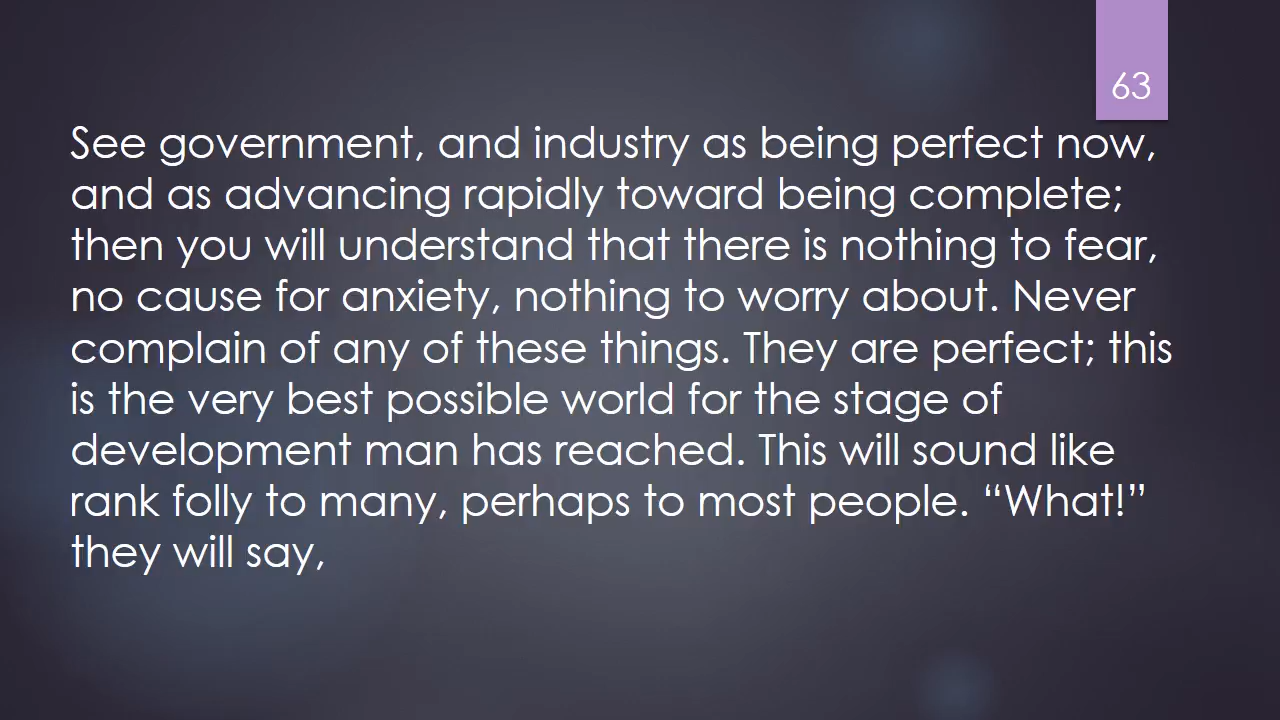 63
See government, and industry as being perfect now,
and as advancing rapidly toward being complete;
then you will understand that there is nothing to fear,
no cause for anxiety, nothing to worry about. Never
complain of any of these things. They are perfect; this
is the very best possible world for the stage of
development man has reached. This will sound like
rank folly to many, perhaps to most people. “What!”
they will say,